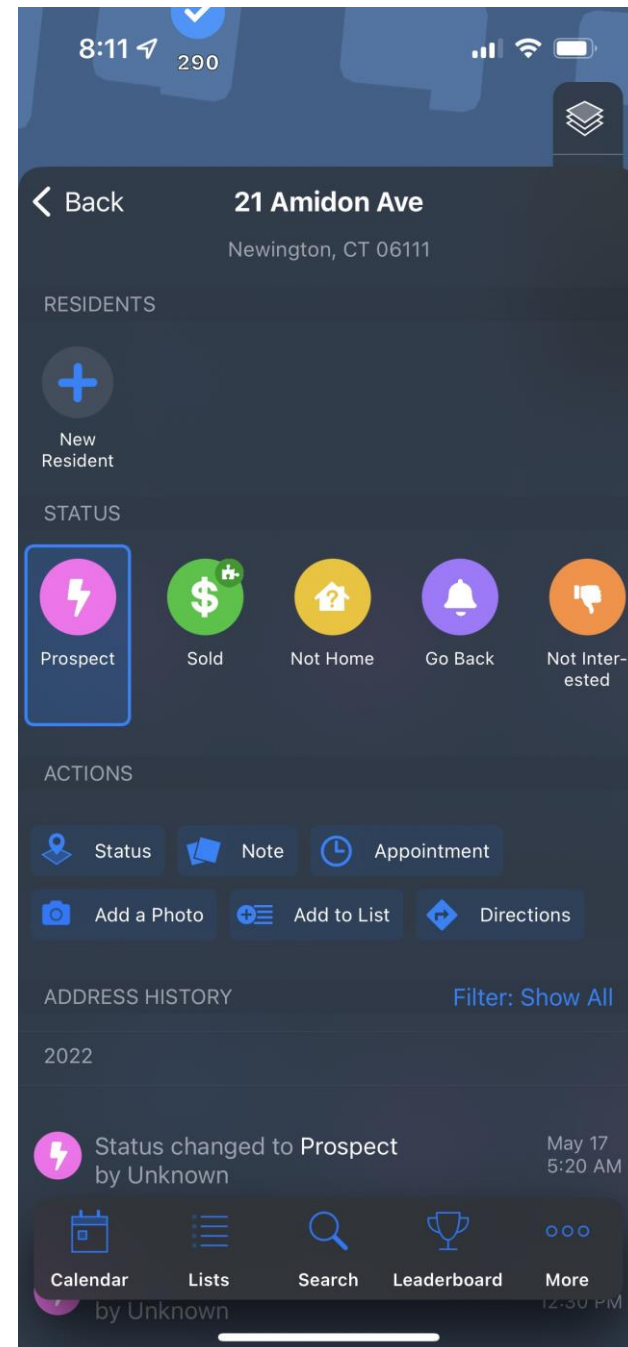 8:11
290
Back
21 Amidon Ave
Newington, CT 06111
RESIDENTS
New
Resident
STATUS
Prospect
Sold
Not Home
Go Back
Not Inter-
ested
ACTIONS
Status
Note
Appointment
Add a Photo
Add to List
Directions
ADDRESS HISTORY
Filter: Show All
2022
Status changed to Prospect
by Unknown
May 17
5:20 AM
Calendar
Lists
Search
Leaderboard
More
by Unknown
12:30 PM